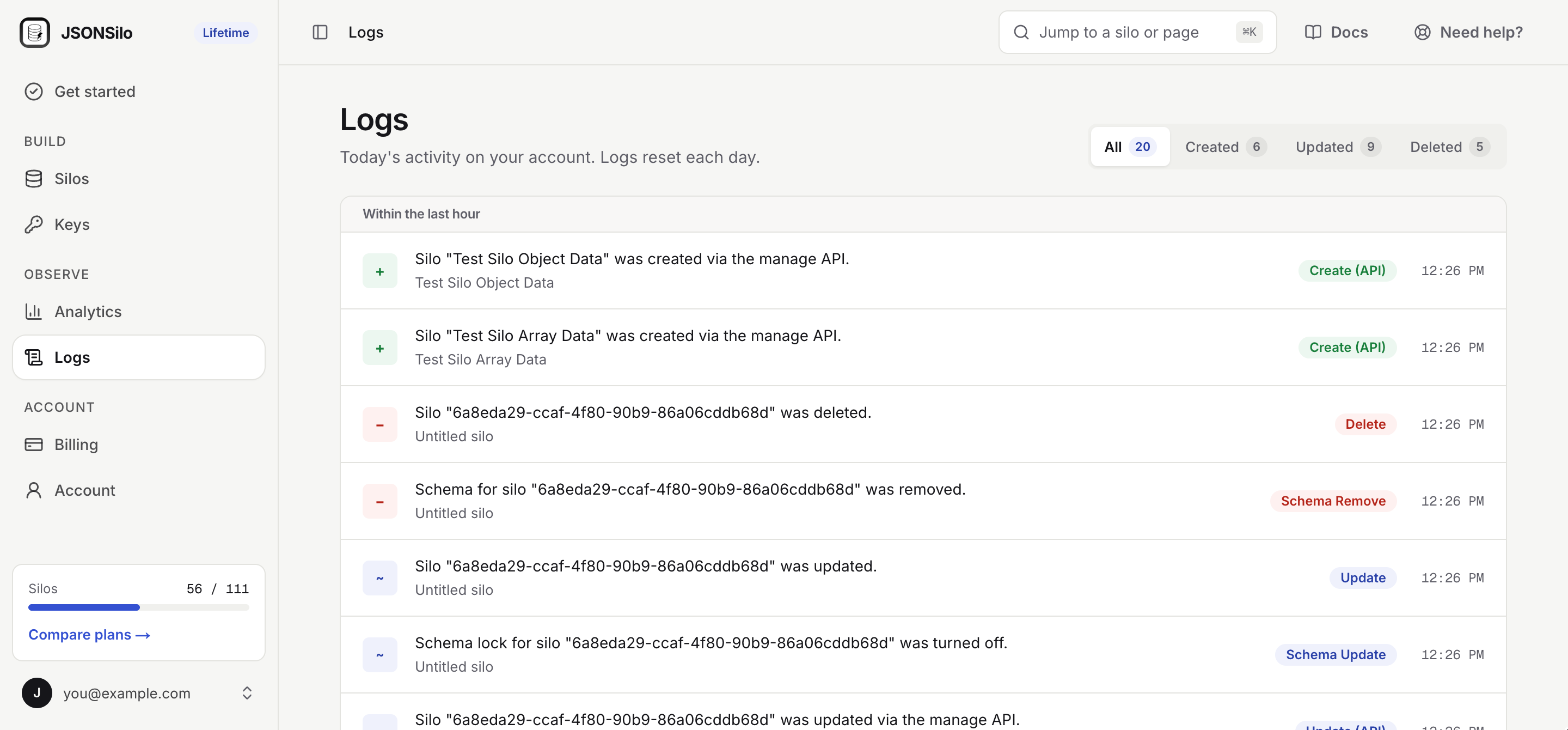 JSONSilo
Lifetime
Get started
BUILD
Silos
Keys
OBSERVE
Analytics
Logs
ACCOUNT
Billing
Account
Silos 56 / 111
Compare plans →
J you@example.com
Logs
Jump to a silo or page ⌘K
Docs
Need help?
Logs
Today's activity on your account. Logs reset each day.
All 20 Created 6 Updated 9 Deleted 5
Within the last hour
+ Silo "Test Silo Object Data" was created via the manage API.
Test Silo Object Data
Create (API) 12:26 PM
+ Silo "Test Silo Array Data" was created via the manage API.
Test Silo Array Data
Create (API) 12:26 PM
− Silo "6a8eda29-ccaf-4f80-90b9-86a06cddb68d" was deleted.
Untitled silo
Delete 12:26 PM
− Schema for silo "6a8eda29-ccaf-4f80-90b9-86a06cddb68d" was removed.
Untitled silo
Schema Remove 12:26 PM
~ Silo "6a8eda29-ccaf-4f80-90b9-86a06cddb68d" was updated.
Untitled silo
Update 12:26 PM
~ Schema lock for silo "6a8eda29-ccaf-4f80-90b9-86a06cddb68d" was turned off.
Untitled silo
Schema Update 12:26 PM
Silo "6a8eda29-ccaf-4f80-90b9-86a06cddb68d" was updated via the manage API.
Update (API) 12:26 PM